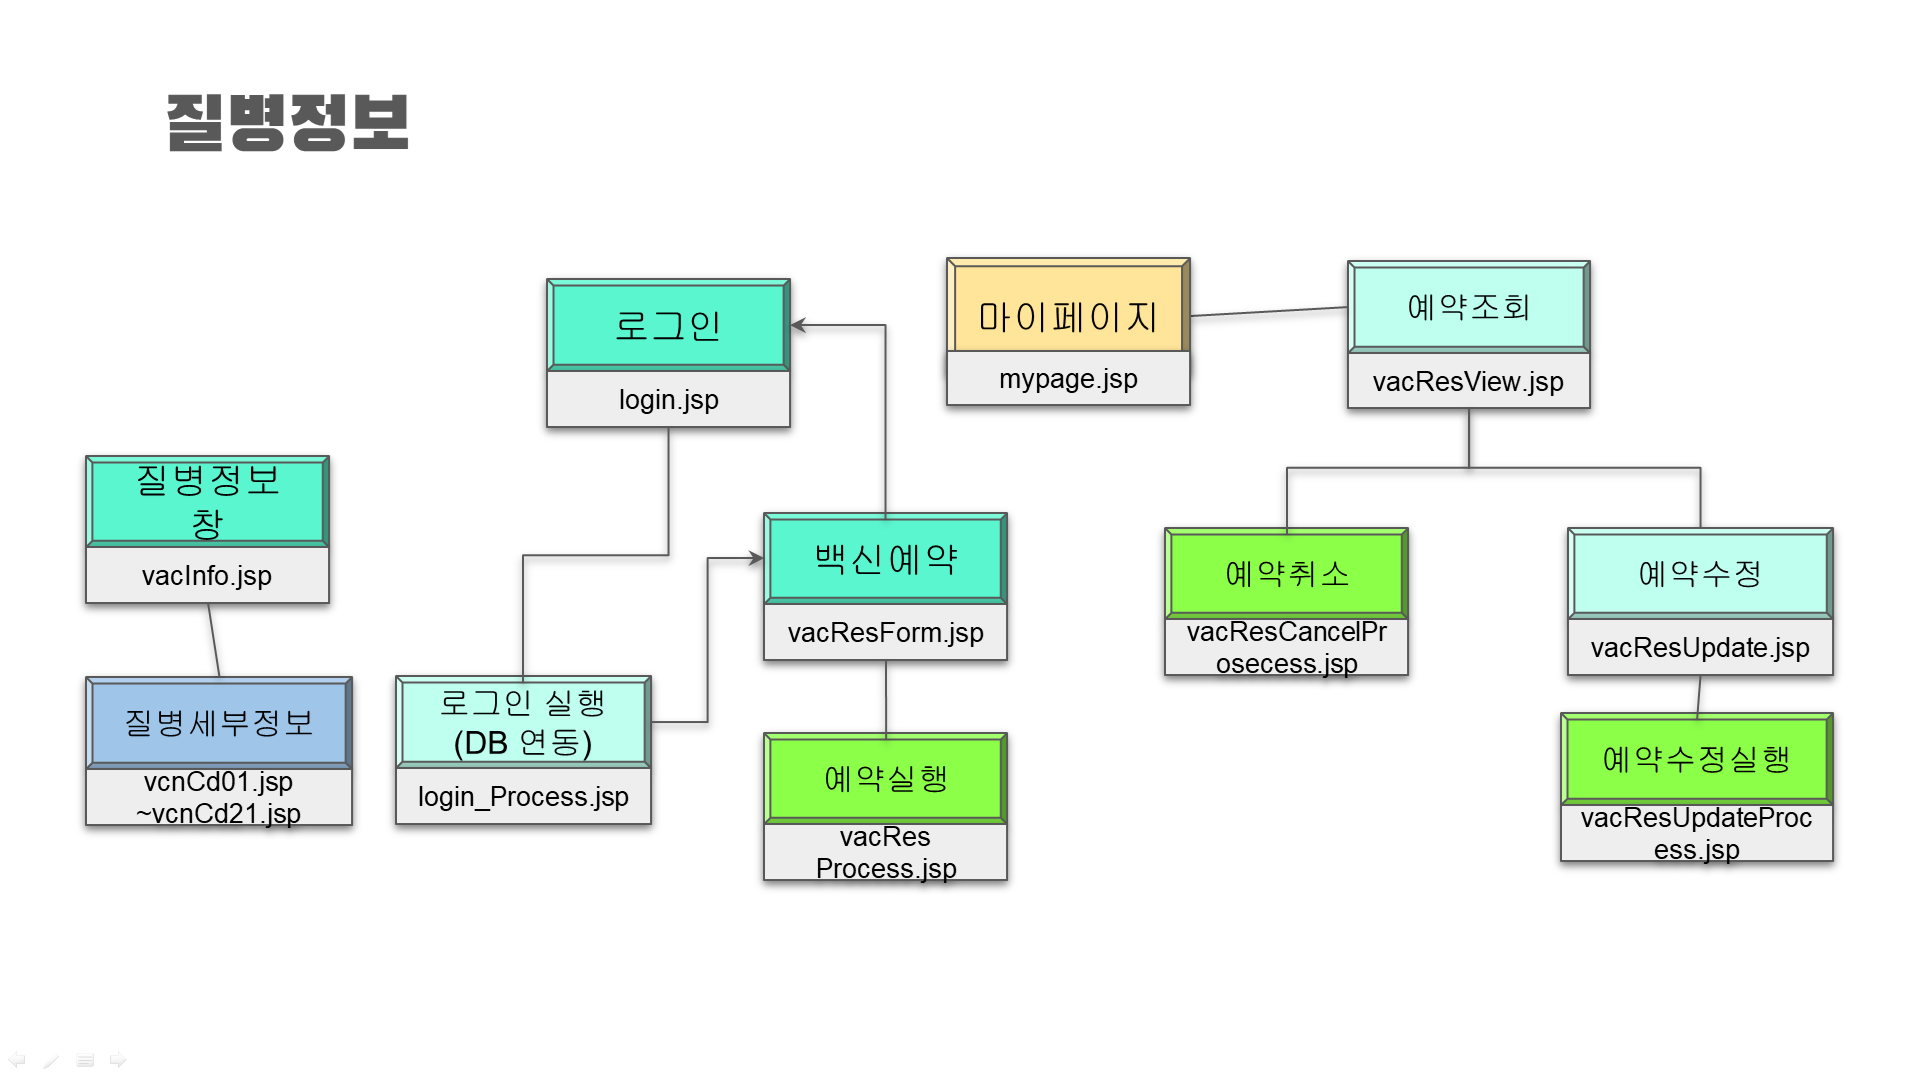 질병정보
로그인
login.jsp
마이페이지
mypage.jsp
예약조회
vacResView.jsp
질병정보
창
vacInfo.jsp
백신예약
vacResForm.jsp
예약취소
vacResCancelPr
osecess.jsp
예약수정
vacResUpdate.jsp
질병세부정보
vcnCd01.jsp
~vcnCd21.jsp
로그인 실행
(DB 연동)
login_Process.jsp
예약실행
vacRes
Process.jsp
예약수정실행
vacResUpdateProc
ess.jsp